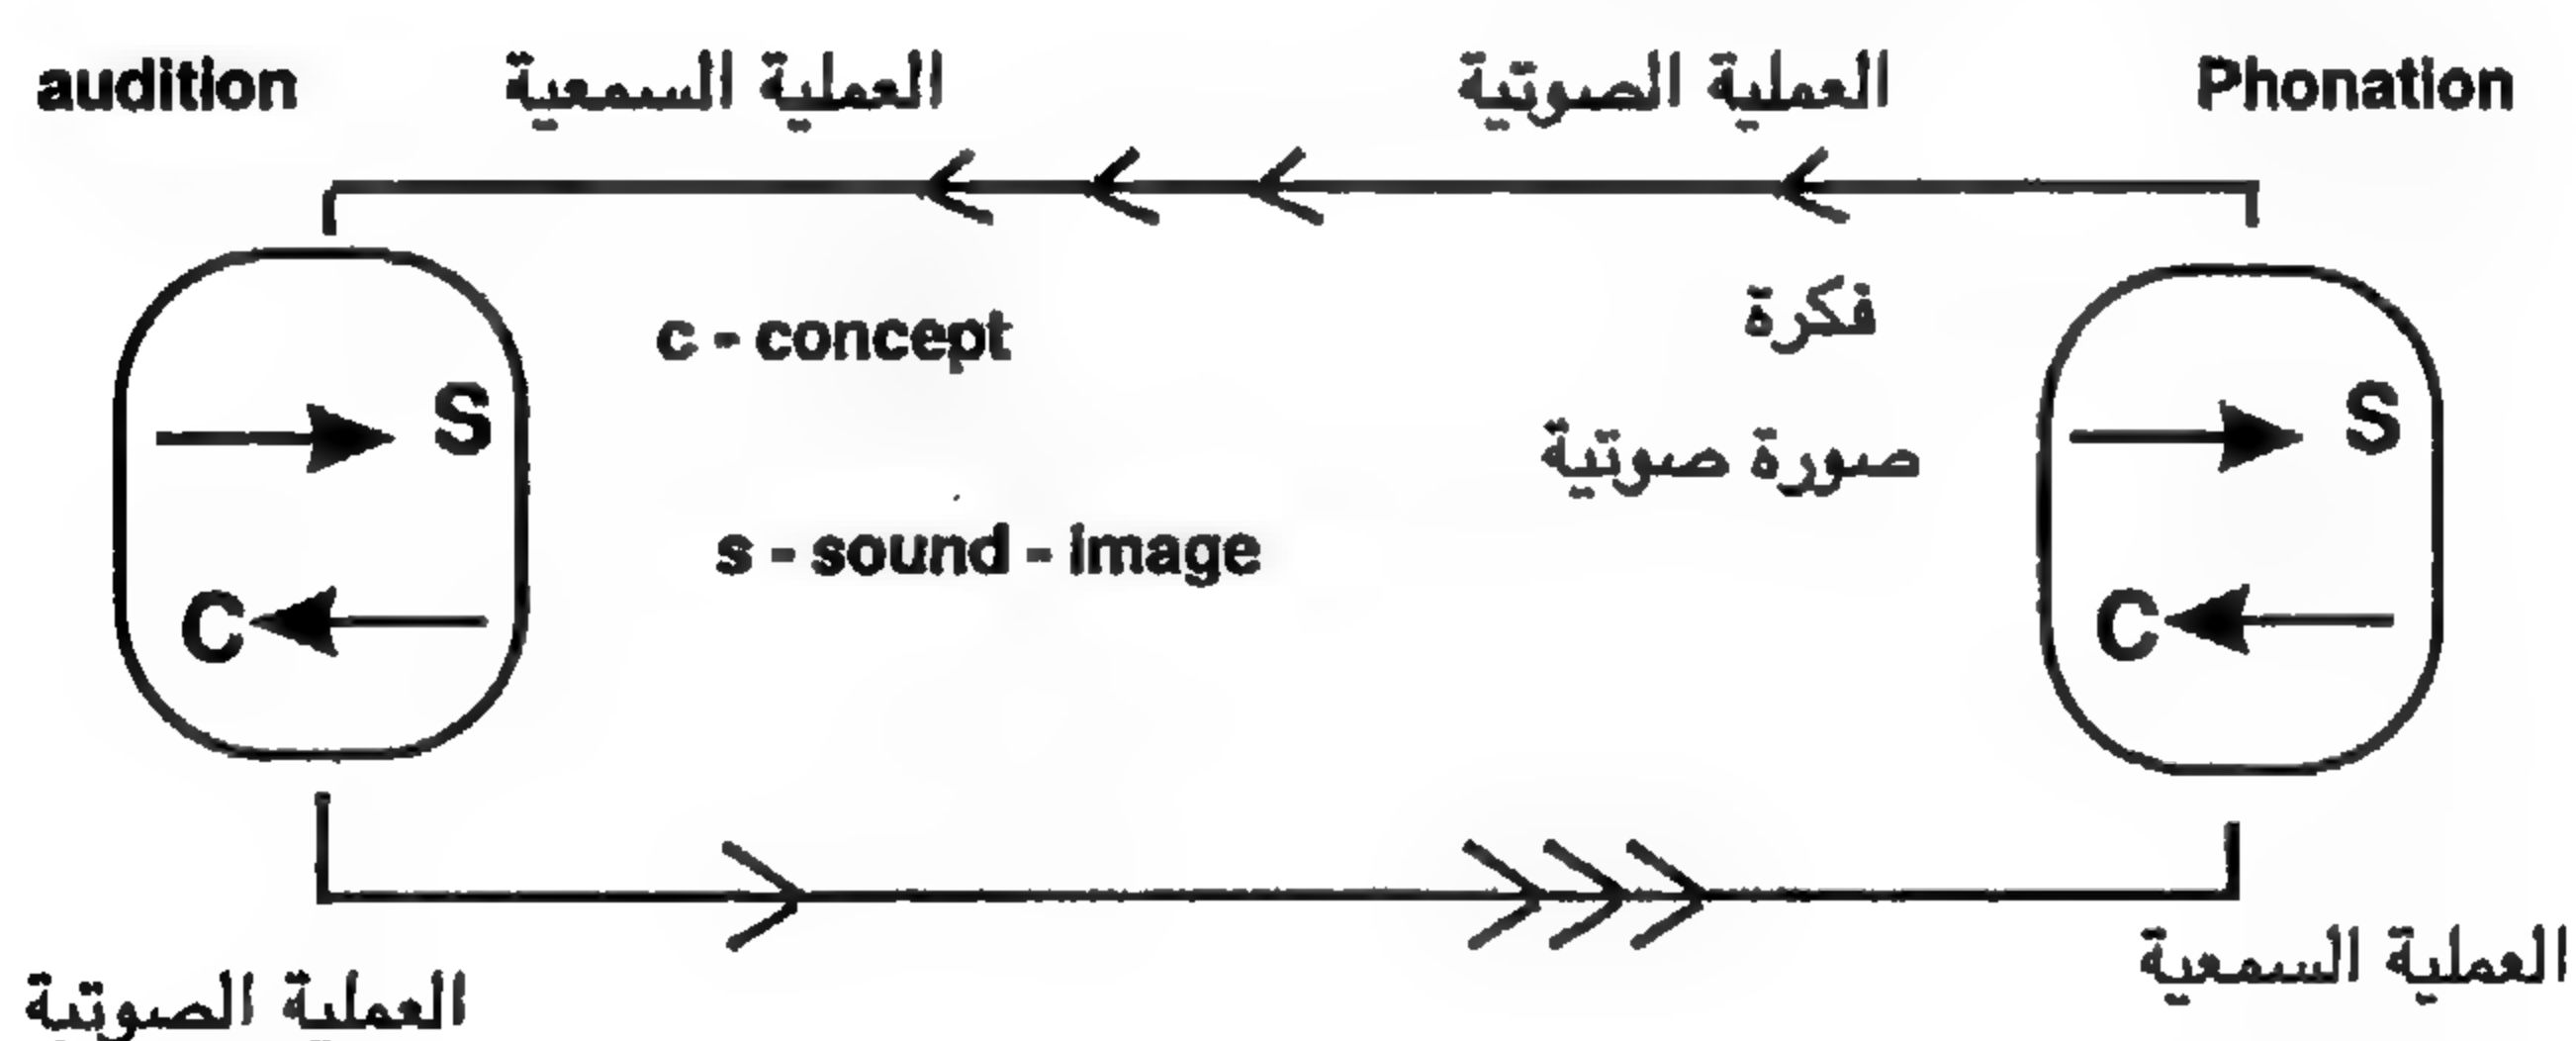 audition العملية السمعية العملية الصوتية Phonation
c - concept فكرة
S S
صورة صوتية
s - sound - image
C C
العملية السمعية
العملية الصوتية